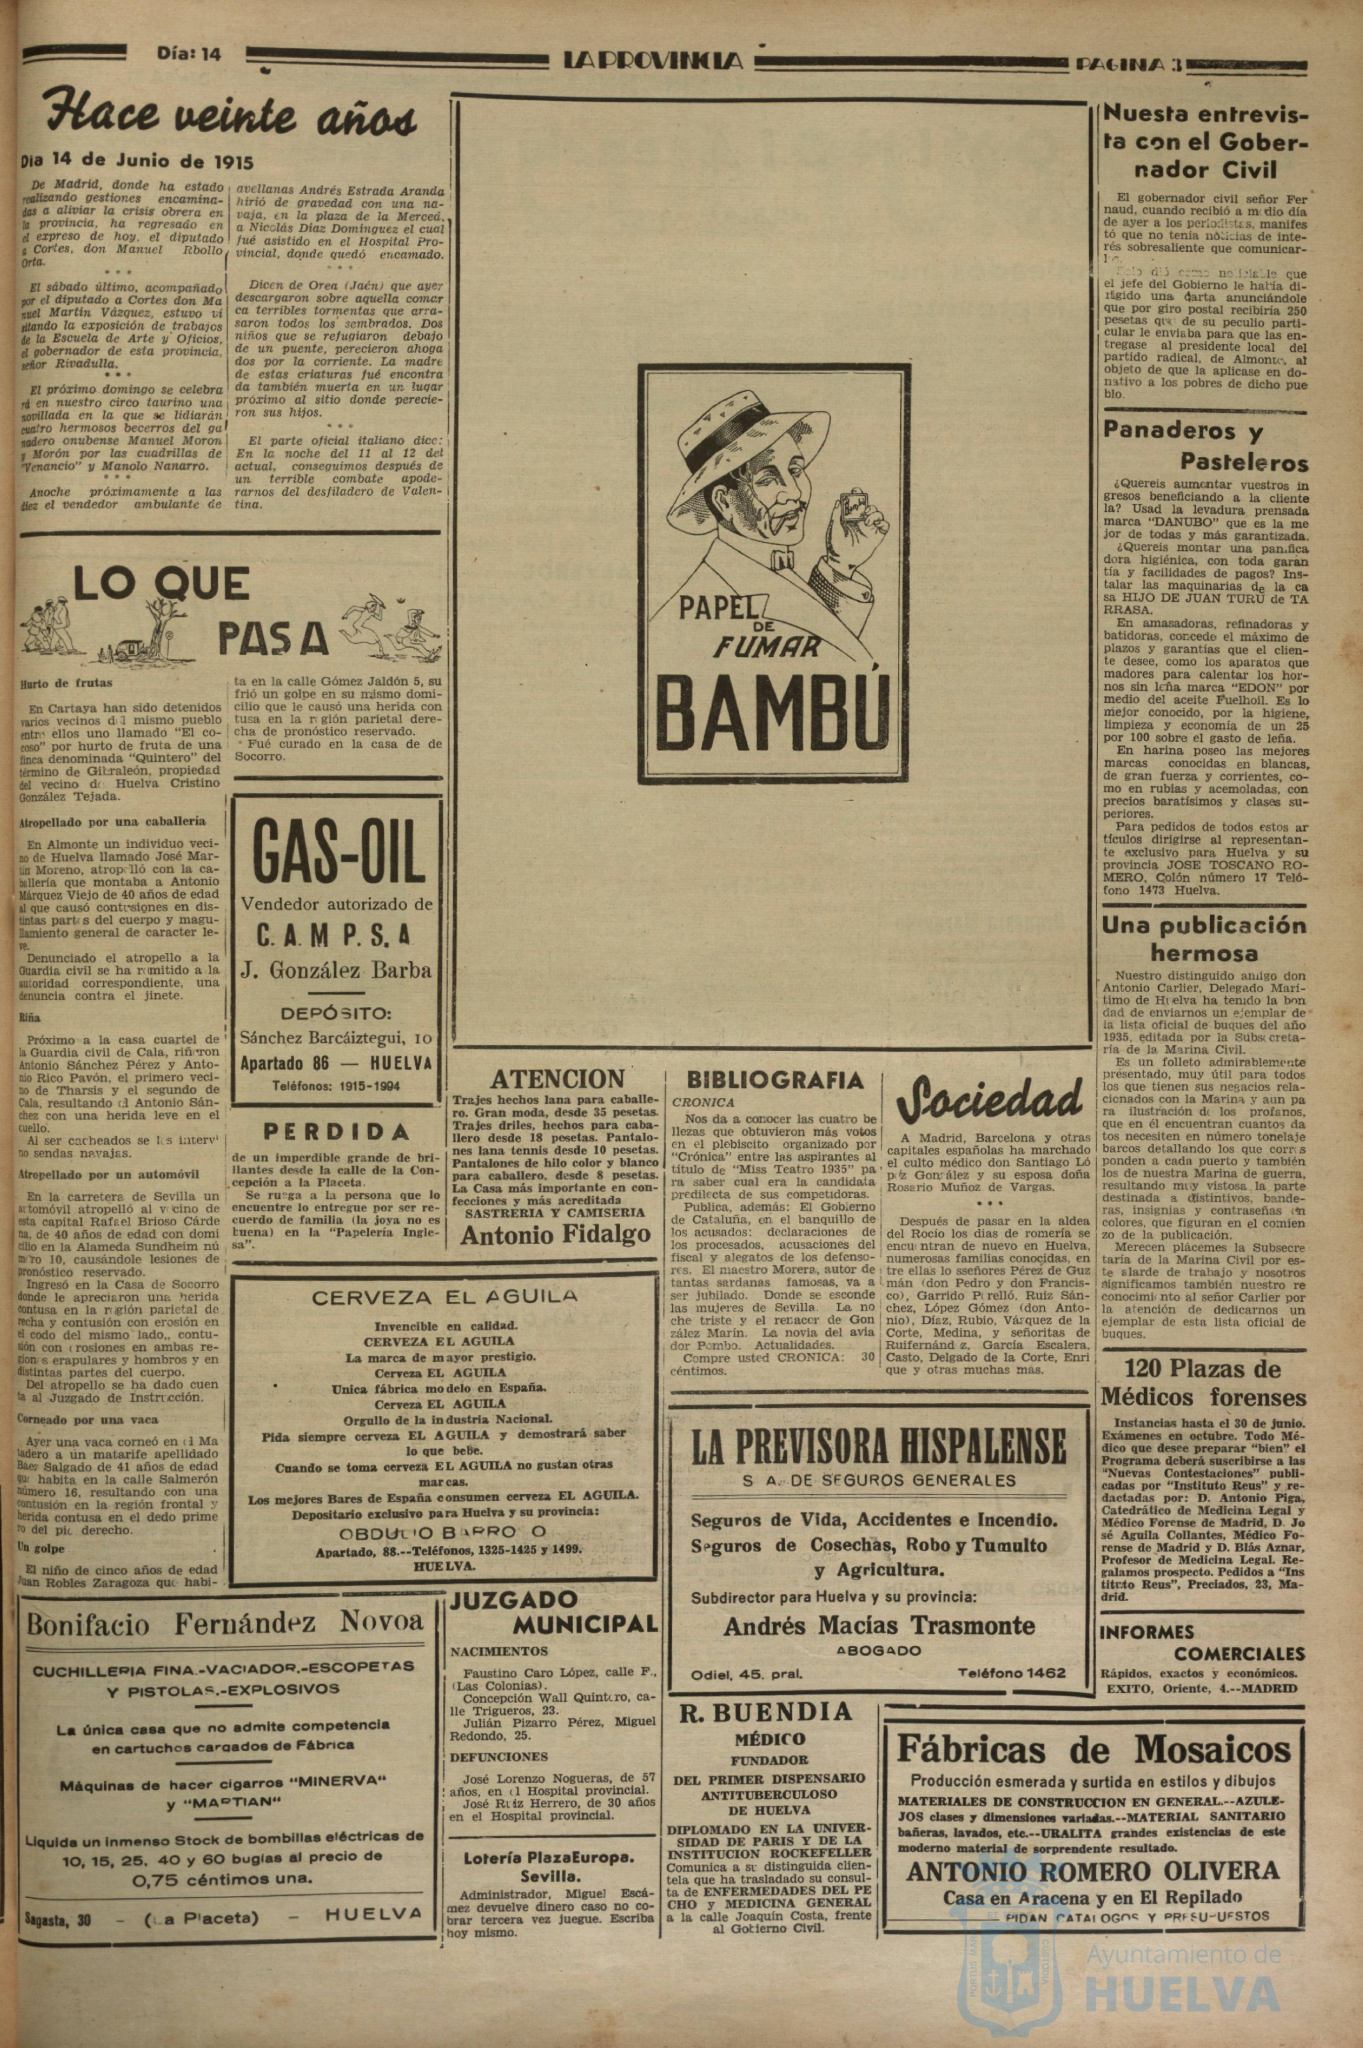 Día: 14
LA PROVINCIA
PAGINA 3
Hace veinte años
Dia 14 de Junio de 1915
De Madrid, donde ha estado
realizando gestiones encamina-
das a aliviar la crisis obrera en
la provincia, ha regresado en
el expreso de hoy, el diputado
a Cortes, don Manuel Rbollo
Orta.
* * *
El sábado último, acompañado
por el diputado a Cortes don Ma
nuel Martín Vázquez, estuvo vi
sitando la exposición de trabajos
de la Escuela de Arte y Oficios,
el gobernador de esta provincia,
señor Rivadulla.
* * *
El próximo domingo se celebra
rá en nuestro circo taurino una
novillada en la que se lidiarán
cuatro hermosos becerros del ga
nadero onubense Manuel Moron
y Morón por las cuadrillas de
"Venancio" y Manolo Nanarro.
* * *
Anoche próximamente a las
diez el vendedor ambulante de
avellanas Andrés Estrada Aranda
hirió de gravedad con una na-
vaja, en la plaza de la Merced,
a Nicolás Diaz Dominguez el cual
fué asistido en el Hospital Pro-
vincial, donde quedó encamado.
* * *
Dicen de Orea (Jaén) que ayer
descargaron sobre aquella comar
ca terribles tormentas que arra-
saron todos los sembrados. Dos
niños que se refugiaron debajo
de un puente, perecieron ahoga
dos por la corriente. La madre
de estas criaturas fué encontra
da también muerta en un lugar
próximo al sitio donde perecie-
ron sus hijos.
* * *
El parte oficial italiano dice:
En la noche del 11 al 12 del
actual, conseguimos después de
un terrible combate apode-
rarnos del desfiladero de Valen-
tina.
LO QUE
PASA
Hurto de frutas
En Cartaya han sido detenidos
varios vecinos del mismo pueblo
entre ellos uno llamado "El co-
coso" por hurto de fruta de una
finca denominada "Quintero" del
término de Gibraleón, propiedad
del vecino de Huelva Cristino
González Tejada.
Atropellado por una caballería
En Almonte un individuo veci-
no de Huelva llamado José Mar-
tín Moreno, atropelló con la ca-
ballería que montaba a Antonio
Márquez Viejo de 40 años de edad
al que causó contusiones en dis-
tintas partes del cuerpo y magu-
llamiento general de caracter le-
ve.
Denunciado el atropello a la
Guardia civil se ha remitido a la
autoridad correspondiente, una
denuncia contra el jinete.
Riña
Próximo a la casa cuartel de
la Guardia civil de Cala, riñeron
Antonio Sánchez Pérez y Anto-
nio Rico Pavón, el primero veci-
no de Tharsis y el segundo de
Cala, resultando el Antonio Sán-
chez con una herida leve en el
cuello.
Al ser cacheados se les intervi
no sendas navajas.
Atropellado por un automóvil
En la carretera de Sevilla un
automóvil atropelló al vecino de
esta capital Rafael Brioso Cárde
na, de 40 años de edad con domi
cilio en la Alameda Sundheim nú
mero 10, causándole lesiones de
pronóstico reservado.
Ingresó en la Casa de Socorro
donde le apreciaron una herida
contusa en la región parietal de
recha y contusión con erosión en
el codo del mismo lado,, contu-
sión con erosiones en ambas re-
giones erapulares y hombros y en
distintas partes del cuerpo.
Del atropello se ha dado cuen
ta al Juzgado de Instrucción.
Corneado por una vaca
Ayer una vaca corneó en el Ma
tadero a un matarife apellidado
Báez Salgado de 41 años de edad
que habita en la calle Salmerón
número 16, resultando con una
contusión en la región frontal y
herida contusa en el dedo prime
ro del pie derecho.
Un golpe
El niño de cinco años de edad
Juan Robles Zaragoza que habi-
ta en la calle Gómez Jaldón 5, su
frió un golpe en su mismo domi-
cilio que le causó una herida con
tusa en la región parietal dere-
cha de pronóstico reservado.
Fué curado en la casa de de
Socorro.
GAS-OIL
Vendedor autorizado de
C. A. M P. S. A
J. González Barba
DEPÓSITO:
Sánchez Barcáiztegui, 10
Apartado 86 — HUELVA
Teléfonos: 1915-1994
PERDIDA
de un imperdible grande de bri-
llantes desde la calle de la Con-
cepción a la Placeta.
Se ruega a la persona que lo
encuentre lo entregue por ser re-
cuerdo de familia (la joya no es
buena) en la "Papelería Ingle-
sa".
CERVEZA EL AGUILA
Invencible en calidad.
CERVEZA EL AGUILA
La marca de mayor prestigio.
Cerveza EL AGUILA
Unica fábrica modelo en España.
Cerveza EL AGUILA
Orgullo de la industria Nacional.
Pida siempre cerveza EL AGUILA y demostrará saber
lo que bebe.
Cuando se toma cerveza EL AGUILA no gustan otras
marcas.
Los mejores Bares de España consumen cerveza EL AGUILA.
Depositario exclusivo para Huelva y su provincia:
OBDULIO BARRO O
Apartado, 88.--Teléfonos, 1325-1425 y 1499.
HUELVA.
Bonifacio Fernández Novoa
CUCHILLERIA FINA.-VACIADOR.-ESCOPETAS
Y PISTOLAS.-EXPLOSIVOS
La única casa que no admite competencia
en cartuchos cargados de Fábrica
Máquinas de hacer cigarros "MINERVA"
y "MARTIAN"
Liquida un inmenso Stock de bombillas eléctricas de
10, 15, 25, 40 y 60 bugias al precio de
0,75 céntimos una.
Sagasta, 30 – (La Placeta) – HUELVA
PAPEL
DE
FUMAR
BAMBÚ
ATENCION
Trajes hechos lana para caballe-
ro. Gran moda, desde 35 pesetas.
Trajes driles, hechos para caba-
llero desde 18 pesetas. Pantalo-
nes lana tennis desde 10 pesetas.
Pantalones de hilo color y blanco
para caballero, desde 8 pesetas.
La Casa más importante en con-
fecciones y más acreditada
SASTRERIA Y CAMISERIA
Antonio Fidalgo
JUZGADO
MUNICIPAL
NACIMIENTOS
Faustino Caro López, calle F.,
(Las Colonias).
Concepción Wall Quintero, ca-
lle Trigueros, 23.
Julián Pizarro Pérez, Miguel
Redondo, 25.
DEFUNCIONES
José Lorenzo Nogueras, de 57
años, en el Hospital provincial.
José Ruiz Herrero, de 30 años
en el Hospital provincial.
Lotería PlazaEuropa.
Sevilla.
Administrador, Miguel Escá-
mez devuelve dinero caso no co-
brar tercera vez juegue. Escriba
hoy mismo.
BIBLIOGRAFIA
CRONICA
Nos da a conocer las cuatro be
llezas que obtuvieron más votos
en el plebiscito organizado por
"Crónica" entre las aspirantes al
título de "Miss Teatro 1935" pa
ra saber cual era la candidata
predilecta de sus competidoras.
Publica, además: El Gobierno
de Cataluña, en el banquillo de
los acusados: declaraciones de
los procesados, acusaciones del
fiscal y alegatos de los defenso-
res. El maestro Morera, autor de
tantas sardanas famosas, va a
ser jubilado. Donde se esconde
las mujeres de Sevilla. La no
che triste y el renacer de Gon
zález Marín. La novia del avia
dor Pombo. Actualidades.
Compre usted CRONICA: 30
céntimos.
Sociedad
A Madrid, Barcelona y otras
capitales españolas ha marchado
el culto médico don Santiago Ló
pez González y su esposa doña
Rosario Muñoz de Vargas.
* * *
Después de pasar en la aldea
del Rocío los dias de romería se
encuentran de nuevo en Huelva,
numerosas familias conocidas, en
tre ellas lo sseñores Pérez de Guz
mán (don Pedro y don Francis-
co), Garrido Perelló, Ruiz Sán-
chez, López Gómez (don Anto-
nio), Díaz, Rubio, Várquez de la
Corte, Medina, y señoritas de
Ruifernánd z, García Escalera,
Casto, Delgado de la Corte, Enri
que y otras muchas más.
LA PREVISORA HISPALENSE
S A. DE SEGUROS GENERALES
Seguros de Vida, Accidentes e Incendio.
Seguros de Cosechas, Robo y Tumulto
y Agricultura.
Subdirector para Huelva y su provincia:
Andrés Macías Trasmonte
ABOGADO
Odiel, 45. pral. Teléfono 1462
R. BUENDIA
MÉDICO
FUNDADOR
DEL PRIMER DISPENSARIO
ANTITUBERCULOSO
DE HUELVA
DIPLOMADO EN LA UNIVER-
SIDAD DE PARIS Y DE LA
INSTITUCION ROCKEFELLER
Comunica a su distinguida clien-
tela que ha trasladado su consul-
ta de ENFERMEDADES DEL PE
CHO y MEDICINA GENERAL
a la calle Joaquín Costa, frente
al Gobierno Civil.
Fábricas de Mosaicos
Producción esmerada y surtida en estilos y dibujos
MATERIALES DE CONSTRUCCION EN GENERAL.--AZULE-
JOS clases y dimensiones variadas.--MATERIAL SANITARIO
bañeras, lavados, etc.--URALITA grandes existencias de este
moderno material de sorprendente resultado.
ANTONIO ROMERO OLIVERA
Casa en Aracena y en El Repilado
PIDAN CATALOGOS Y PRESUPUESTOS
Nuesta entrevis-
ta con el Gober-
nador Civil
El gobernador civil señor Fer
naud, cuando recibió a medio día
de ayer a los periodistas, manifes
tó que no tenia noticias de inte-
rés sobresaliente que comunicar-
Solo dió como noticiable que
el jefe del Gobierno le había di-
rigido una carta anunciándole
que por giro postal recibiría 250
pesetas que de su peculio parti-
cular le enviaba para que las en-
tregase al presidente local del
partido radical, de Almonte, al
objeto de que la aplicase en do-
nativo a los pobres de dicho pue
blo.
Panaderos y
Pasteleros
¿Quereis aumentar vuestros in
gresos beneficiando a la cliente
la? Usad la levadura prensada
marca "DANUBO" que es la me
jor de todas y más garantizada.
¿Quereis montar una panifica
dora higiénica, con toda garan
tía y facilidades de pagos? Ins-
talar las maquinarias de la ca
sa HIJO DE JUAN TURU de TA
RRASA.
En amasadoras, refinadoras y
batidoras, concede el máximo de
plazos y garantías que el clien-
te desee, como los aparatos que
madores para calentar los hor-
nos sin leña marca "EDON" por
medio del aceite Fuelhoil. Es lo
mejor conocido, por la higiene,
limpieza y economía de un 25
por 100 sobre el gasto de leña.
En harina poseo las mejores
marcas conocidas en blancas,
de gran fuerza y corrientes, co-
mo en rubias y acemoladas, con
precios baratísimos y clases su-
periores.
Para pedidos de todos estos ar
tículos dirigirse al representan-
te exclusivo para Huelva y su
provincia JOSE TOSCANO RO-
MERO, Colón número 17 Teló-
fono 1473 Huelva.
Una publicación
hermosa
Nuestro distinguido amigo don
Antonio Carlier, Delegado Marí-
timo de Huelva ha tenido la bon
dad de enviarnos un ejemplar de
la lista oficial de buques del año
1935, editada por la Subsecreta-
ría de la Marina Civil.
Es un folleto admirablemente
présentado, muy útil para todos
los que tienen sus negacios rela-
cionados con la Marina y aun pa
ra ilustración de los profanos,
que en él encuentran cuantos da
tos necesiten en número tonelaje
barcos detallando los que corres
ponden a cada puerto y también
los de nuestra Marina de guerra,
resultando muy vistosa la parte
destinada a distintivos, bande-
ras, insignias y contraseñas en
colores, que figuran en el comien
zo de la publicación.
Merecen plácemes la Subsecre
taría de la Marina Civil por es-
te alarde de trabajo y nosotros
significamos también nuestro re
conocimiento al señor Carlier por
la atención de dedicarnos un
ejemplar de esta lista oficial de
buques.
120 Plazas de
Médicos forenses
Instancias hasta el 30 de junio.
Exámenes en octubre. Todo Mé-
dico que desee preparar "bien" el
Programa deberá suscribirse a las
"Nuevas Contestaciones" publi-
cadas por "Instituto Reus" y re-
dactadas por: D. Antonio Piga,
Catedrático de Medicina Legal y
Médico Forense de Madrid, D. Jo
sé Aguila Collantes, Médico Fo-
rense de Madrid y D. Blás Aznar,
Profesor de Medicina Legal. Re-
galamos prospecto. Pedidos a "Ins
tituto Reus", Preciados, 23, Ma-
drid.
INFORMES
COMERCIALES
Rápidos, exactos y económicos.
EXITO, Oriente, 4.--MADRID
Ayuntamiento de
HUELVA